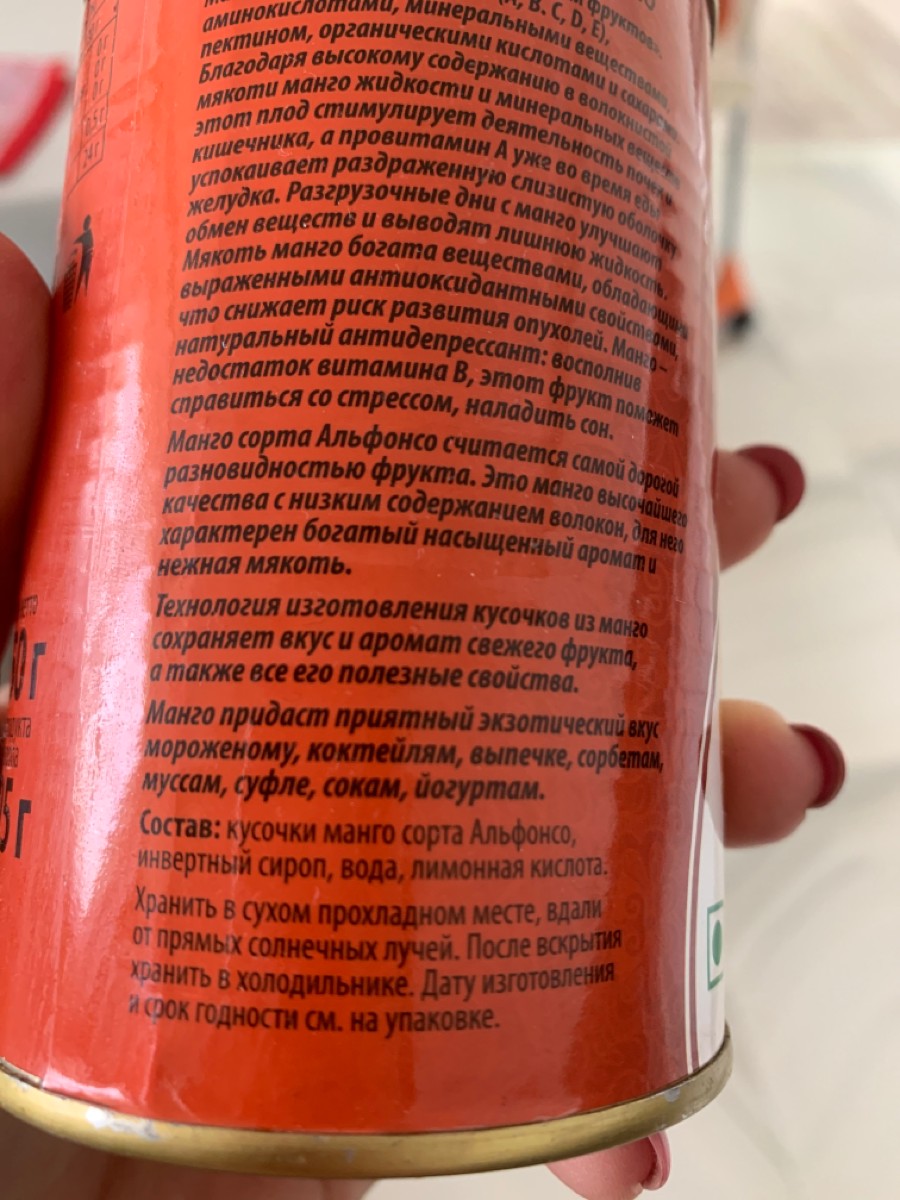 фруктов»,
B, C, D, E),
аминокислотами, минеральными веществами,
пектином, органическими кислотами и
Благодаря высокому содержанию в волокнистой
мякоти манго жидкости и минеральных веществ
этот плод стимулирует деятельность почек и
кишечника, а провитамин А уже во время еды
успокаивает раздраженную слизистую оболочку
желудка. Разгрузочные дни с манго улучшают
обмен веществ и выводят лишнюю жидкость.
Мякоть манго богата веществами, обладающими
выраженными антиоксидантными свойствами,
что снижает риск развития опухолей. Манго –
натуральный антидепрессант: восполнив
недостаток витамина В, этот фрукт поможет
справиться со стрессом, наладить сон.
Манго сорта Альфонсо считается самой дорогой
разновидностью фрукта. Это манго высочайшего
качества с низким содержанием волокон, для него
характерен богатый насыщенный аромат и
нежная мякоть.
Технология изготовления кусочков из манго
сохраняет вкус и аромат свежего фрукта,
а также все его полезные свойства.
Манго придаст приятный экзотический вкус
мороженому, коктейлям, выпечке, сорбетам,
муссам, суфле, сокам, йогуртам.
Состав: кусочки манго сорта Альфонсо,
инвертный сироп, вода, лимонная кислота.
Хранить в сухом прохладном месте, вдали
от прямых солнечных лучей. После вскрытия
хранить в холодильнике. Дату изготовления
и срок годности см. на упаковке.
24 г